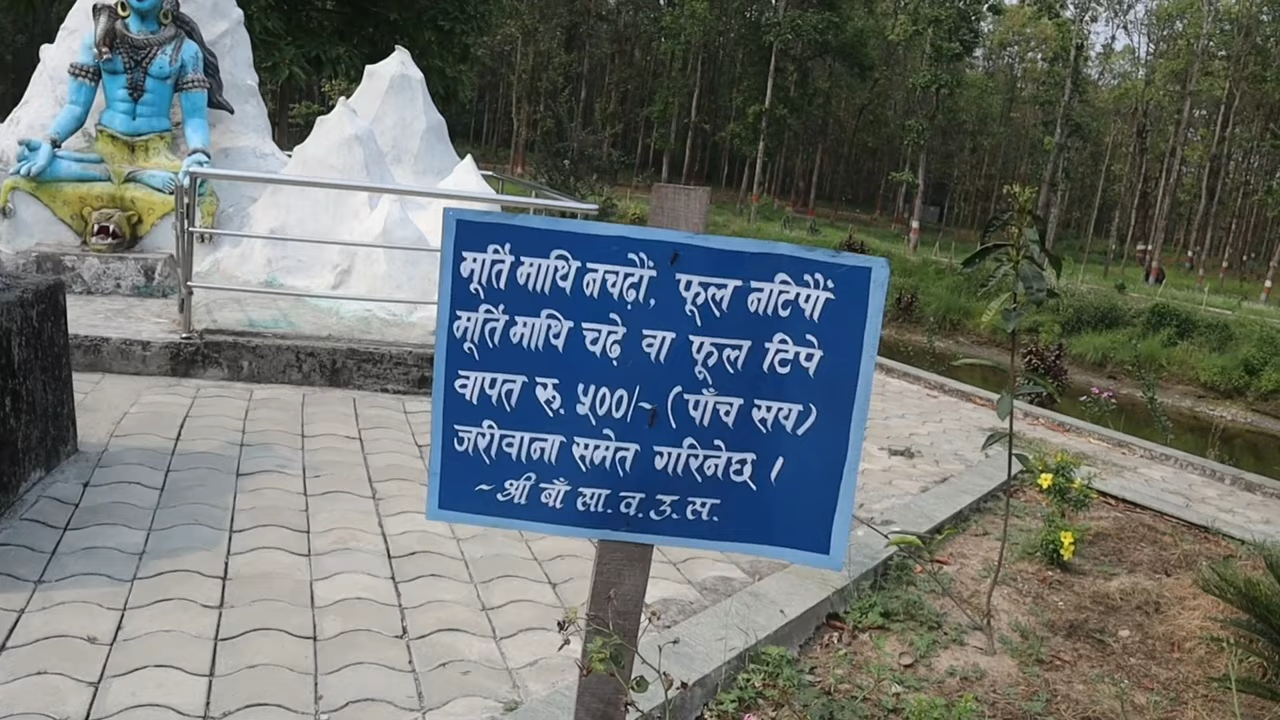 मूर्ति माथि नचढ़ौं, फूल नटिपौं
मूर्ति माथि चढ़े वा फूल टिपे
वापत रू. ५००/- (पाँच सय)
जरीवाना समेत गरिनेछ ।
~श्री बाँ सा. व. उ. स.